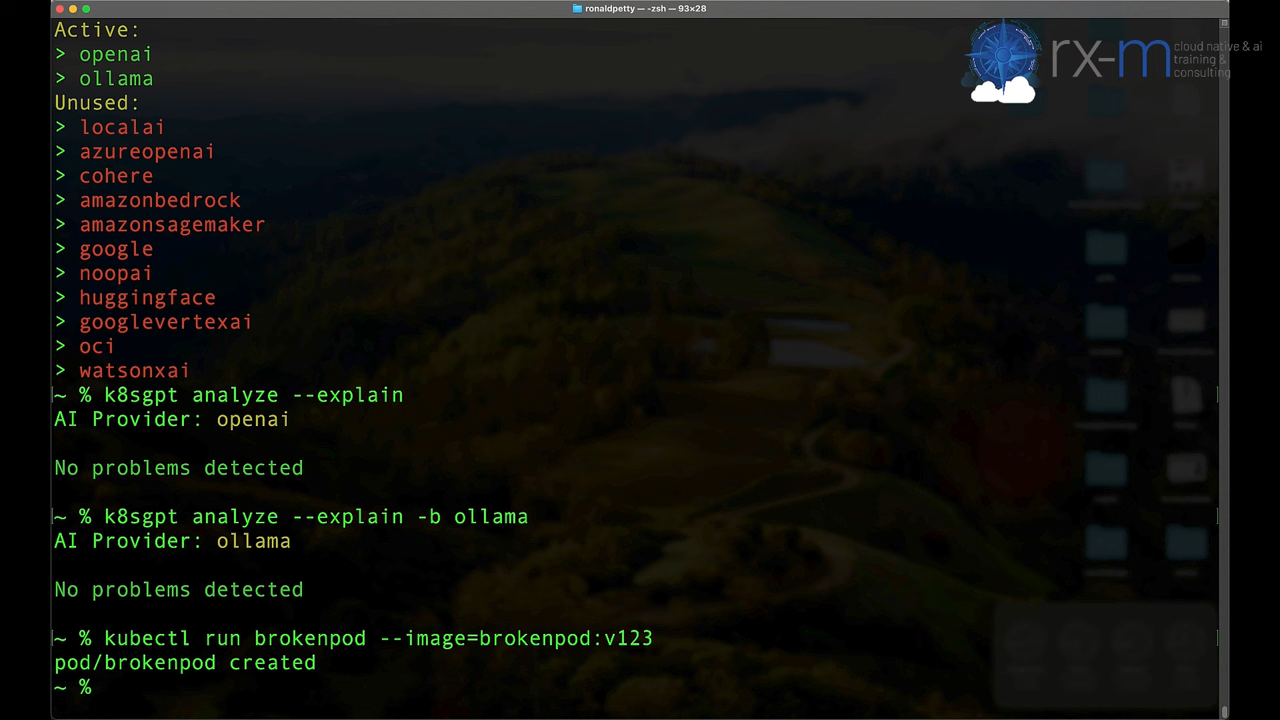 ronaldpetty — -zsh — 93×28
Active:
> openai
> ollama
Unused:
> localai
> azureopenai
> cohere
> amazonbedrock
> amazonsagemaker
> google
> noopai
> huggingface
> googlevertexai
> oci
> watsonxai
~ % k8sgpt analyze --explain
AI Provider: openai
No problems detected
~ % k8sgpt analyze --explain -b ollama
AI Provider: ollama
No problems detected
~ % kubectl run brokenpod --image=brokenpod:v123
pod/brokenpod created
~ %
rx-m
cloud native & ai
training &
consulting